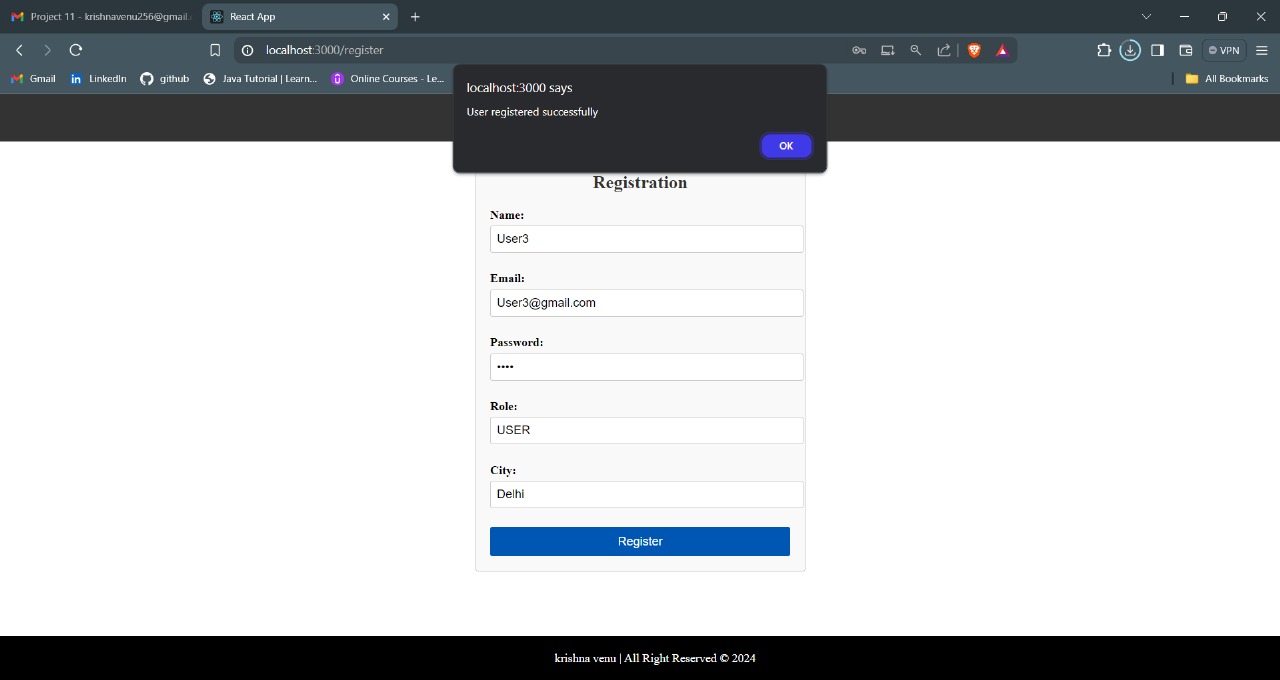 Project 11 - krishnavenu256@gmail.
React App
localhost:3000/register
VPN
Gmail
LinkedIn
github
Java Tutorial | Learn...
Online Courses - Le...
All Bookmarks
localhost:3000 says
User registered successfully
OK
Registration
Name:
User3
Email:
User3@gmail.com
Password:
••••
Role:
USER
City:
Delhi
Register
krishna venu | All Right Reserved © 2024